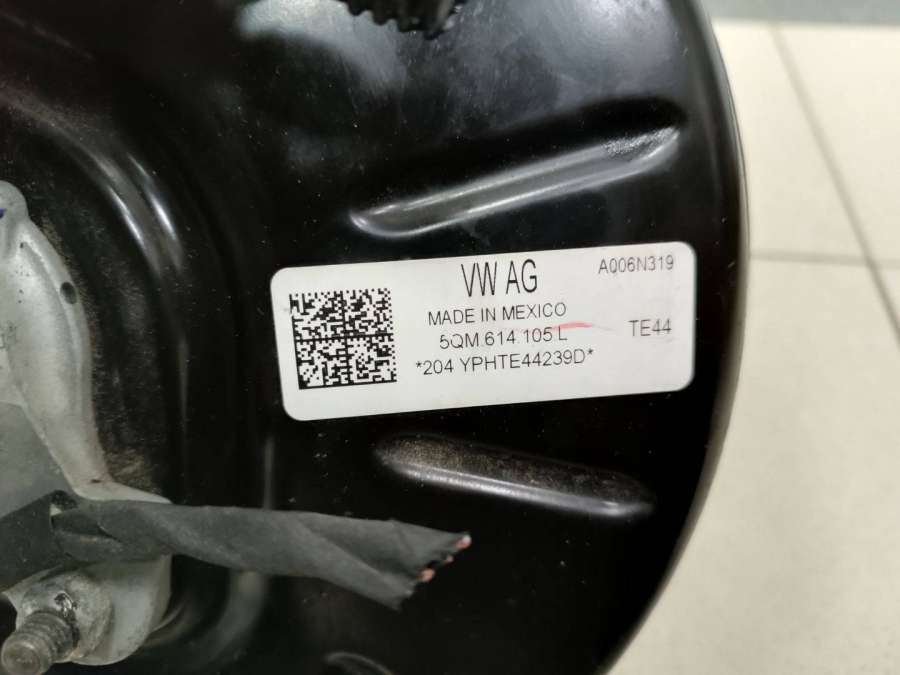 VW AG
A006N319
MADE IN MEXICO
5QM.614.105.L
TE44
*204 YPHTE44239D*